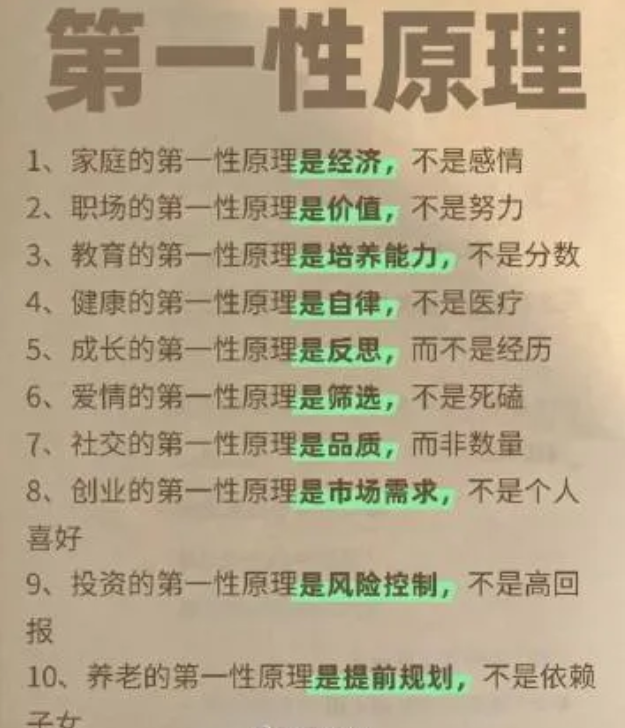 第一性原理
1、家庭的第一性原理是经济，不是感情
2、职场的第一性原理是价值，不是努力
3、教育的第一性原理是培养能力，不是分数
4、健康的第一性原理是自律，不是医疗
5、成长的第一性原理是反思，而不是经历
6、爱情的第一性原理是筛选，不是死磕
7、社交的第一性原理是品质，而非数量
8、创业的第一性原理是市场需求，不是个人
喜好
9、投资的第一性原理是风险控制，不是高回
报
10、养老的第一性原理是提前规划，不是依赖
子女